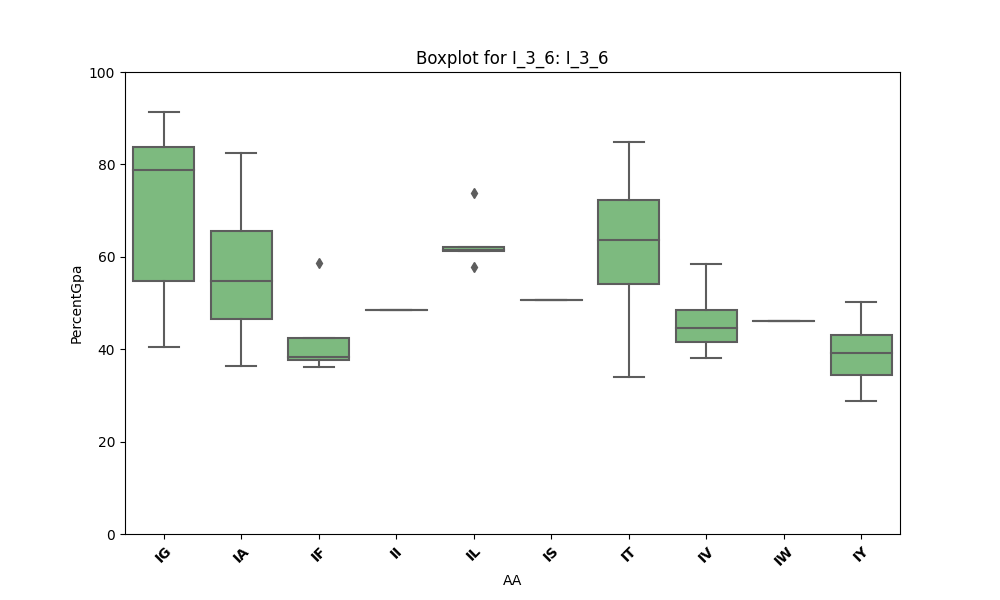 Boxplot for I_3_6: I_3_6
100
80
60
40
20
0
PercentGpa
IG
IA
IF
II
IL
IS
IT
IV
IW
IY
AA